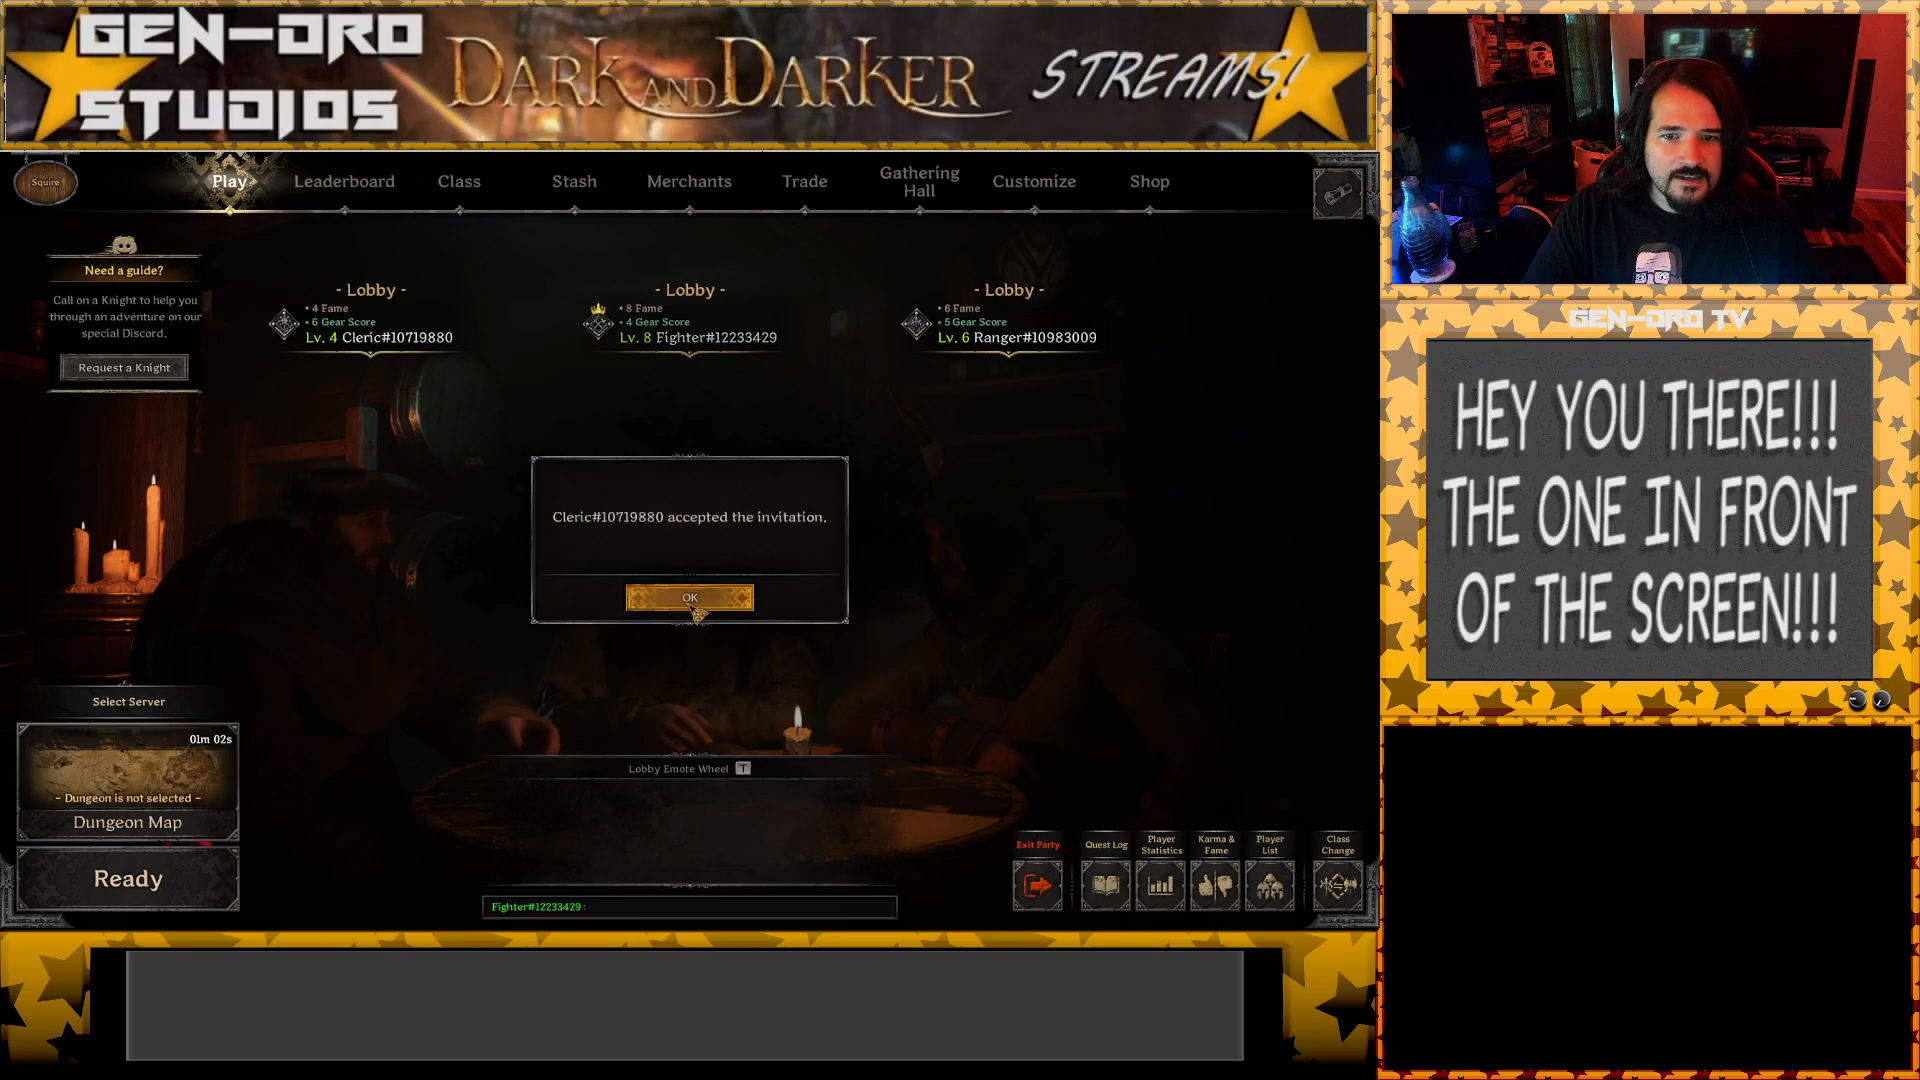 GEN-DRO
STUDIOS
DARK AND DARKER
STREAMS!
Squire
Play
Leaderboard
Class
Stash
Merchants
Trade
Gathering
Hall
Customize
Shop
Need a guide?
Call on a Knight to help you
through an adventure on our
special Discord.
Request a Knight
- Lobby -
• 4 Fame
• 6 Gear Score
Lv. 4 Cleric#10719880
- Lobby -
• 8 Fame
• 4 Gear Score
Lv. 8 Fighter#12233429
- Lobby -
• 6 Fame
• 5 Gear Score
Lv. 6 Ranger#10983009
Cleric#10719880 accepted the invitation.
OK
Select Server
01m 02s
- Dungeon is not selected -
Dungeon Map
Ready
Lobby Emote Wheel T
Fighter#12233429 :
Exit Party
Quest Log
Player
Statistics
Karma &
Fame
Player
List
Class
Change
GEN-DRO TV
HEY YOU THERE!!!
THE ONE IN FRONT
OF THE SCREEN!!!